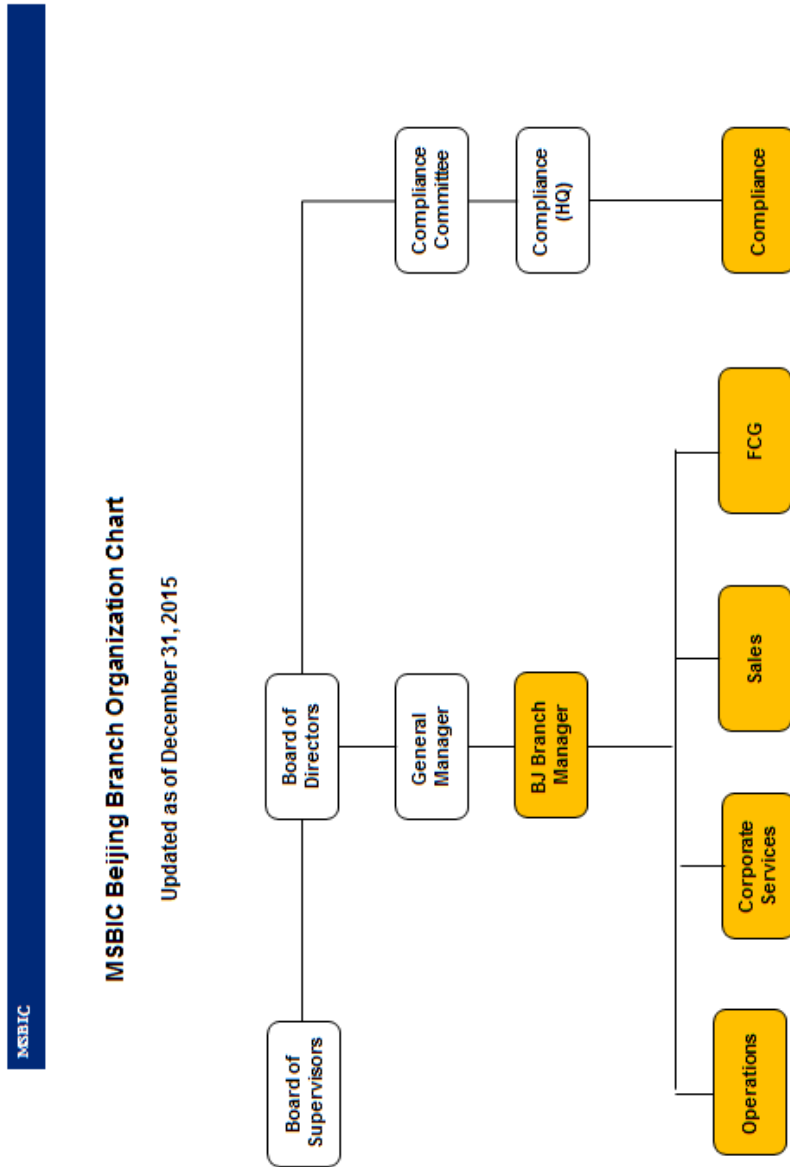 MSBIC
MSBIC Beijing Branch Organization Chart
Updated as of December 31, 2015
Board of
Supervisors
Board of
Directors
General
Manager
Compliance
Committee
BJ Branch
Manager
Compliance
(HQ)
Operations
Corporate
Services
Sales
FCG
Compliance